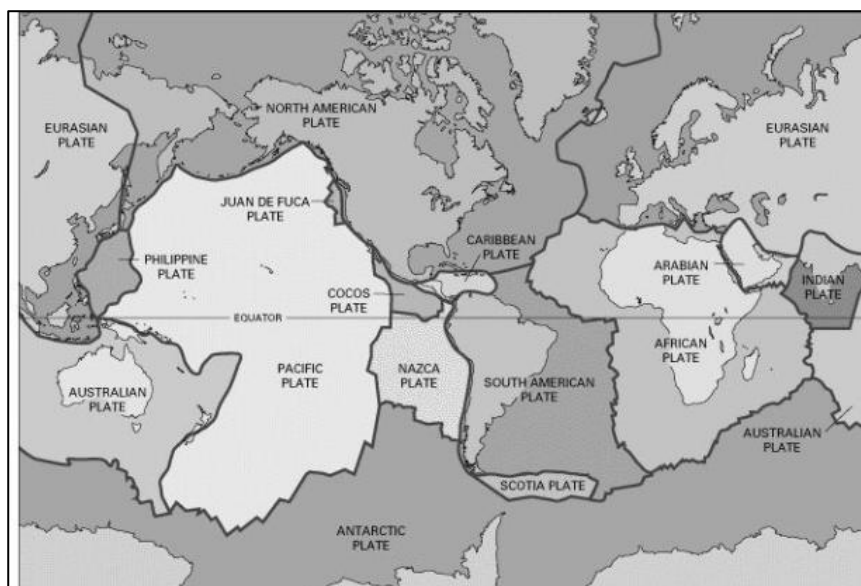 NORTH AMERICAN
PLATE
EURASIAN
PLATE
EURASIAN
PLATE
JUAN DE FUCA
PLATE
CARIBBEAN
PLATE
PHILIPPINE
PLATE
ARABIAN
PLATE
INDIAN
PLATE
COCOS
PLATE
EQUATOR
AFRICAN
PLATE
PACIFIC
PLATE
NAZCA
PLATE
SOUTH AMERICAN
PLATE
AUSTRALIAN
PLATE
AUSTRALIAN
PLATE
SCOTIA PLATE
ANTARCTIC
PLATE